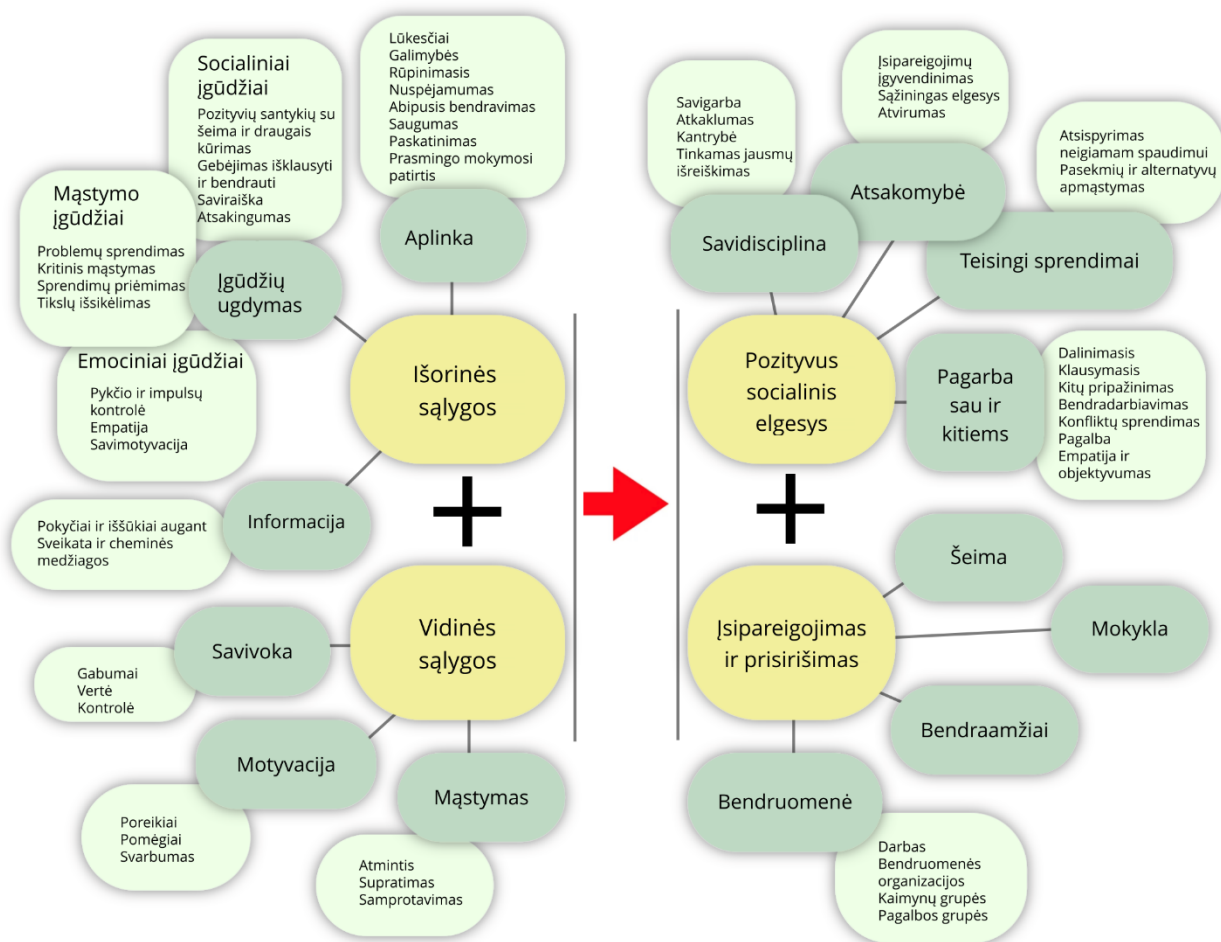 Socialiniai
įgūdžiai
Pozityvių santykių su
šeima ir draugais
kūrimas
Gebėjimas išklausyti
ir bendrauti
Saviraiška
Atsakingumas
Mąstymo
įgūdžiai
Problemų sprendimas
Kritinis mąstymas
Sprendimų priėmimas
Tikslų išsikėlimas
Įgūdžių
ugdymas
Emociniai įgūdžiai
Pykčio ir impulsų
kontrolė
Empatija
Savimotyvacija
Lūkesčiai
Galimybės
Rūpinimasis
Nuspėjamumas
Abipusis bendravimas
Saugumas
Paskatinimas
Prasmingo mokymosi
patirtis
Aplinka
Išorinės
sąlygos
Informacija
Pokyčiai ir iššūkiai augant
Sveikata ir cheminės
medžiagos
+
Vidinės
sąlygos
Savivoka
Gabumai
Vertė
Kontrolė
Motyvacija
Poreikiai
Pomėgiai
Svarbumas
Mąstymas
Atmintis
Supratimas
Samprotavimas
Savigarba
Atkaklumas
Kantrybė
Tinkamas jausmų
išreiškimas
Savidisciplina
Įsipareigojimų
įgyvendinimas
Sąžiningas elgesys
Atvirumas
Atsakomybė
Atsispyrimas
neigiamam spaudimui
Pasekmių ir alternatyvų
apmąstymas
Teisingi sprendimai
Pozityvus
socialinis
elgesys
Pagarba
sau ir
kitiems
Dalinimasis
Klausymasis
Kitų pripažinimas
Bendradarbiavimas
Konfliktų sprendimas
Pagalba
Empatija ir
objektyvumas
+
Įsipareigojimas
ir prisirišimas
Šeima
Mokykla
Bendraamžiai
Bendruomenė
Darbas
Bendruomenės
organizacijos
Kaimynų grupės
Pagalbos grupės